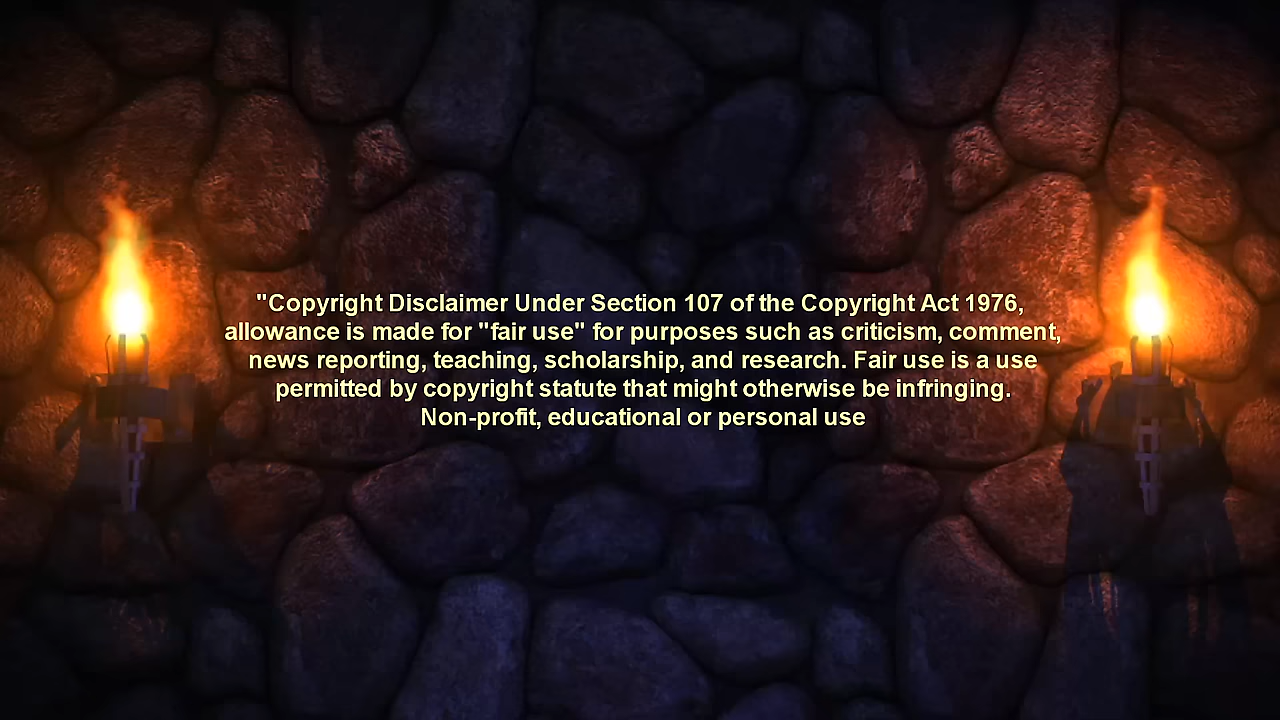 "Copyright Disclaimer Under Section 107 of the Copyright Act 1976,
allowance is made for "fair use" for purposes such as criticism, comment,
news reporting, teaching, scholarship, and research. Fair use is a use
permitted by copyright statute that might otherwise be infringing.
Non-profit, educational or personal use